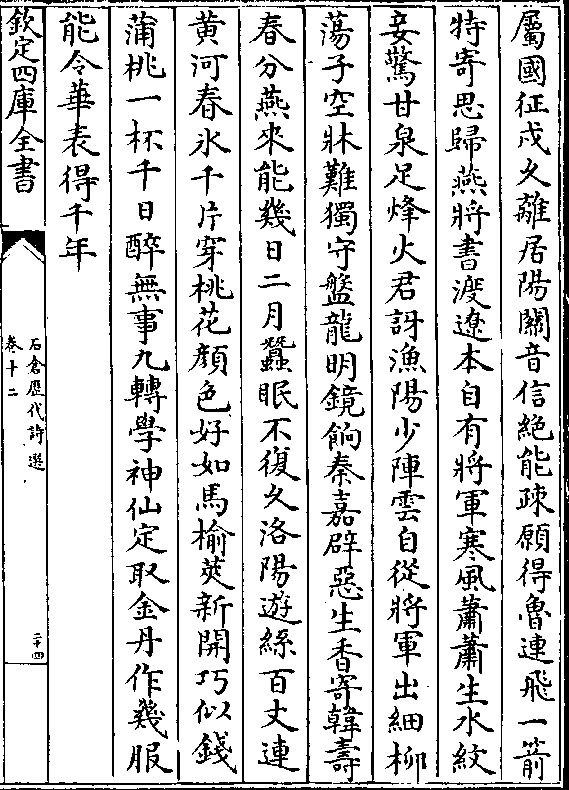 屬國征戍久離居陽關音信絶能疎願得魯連飛一箭
特寄思歸燕將書渡遼本自有將軍寒風蕭蕭生水紋
妾驚甘泉足烽火君訝漁陽少陣雲自從將軍出細柳
蕩子空牀難獨守盤龍明鏡餉秦嘉辟惡生香寄韓壽
春分燕來能幾日二月蠶眠不復久洛陽遊絲百丈連
黄河春氷千片穿桃花顔色好如馬榆莢新開巧似錢
蒲桃一杯千日醉無事九轉學神仙定取金丹作幾服
能令華表得千年
欽定四庫全書
石倉歷代詩選
卷十二
二十四